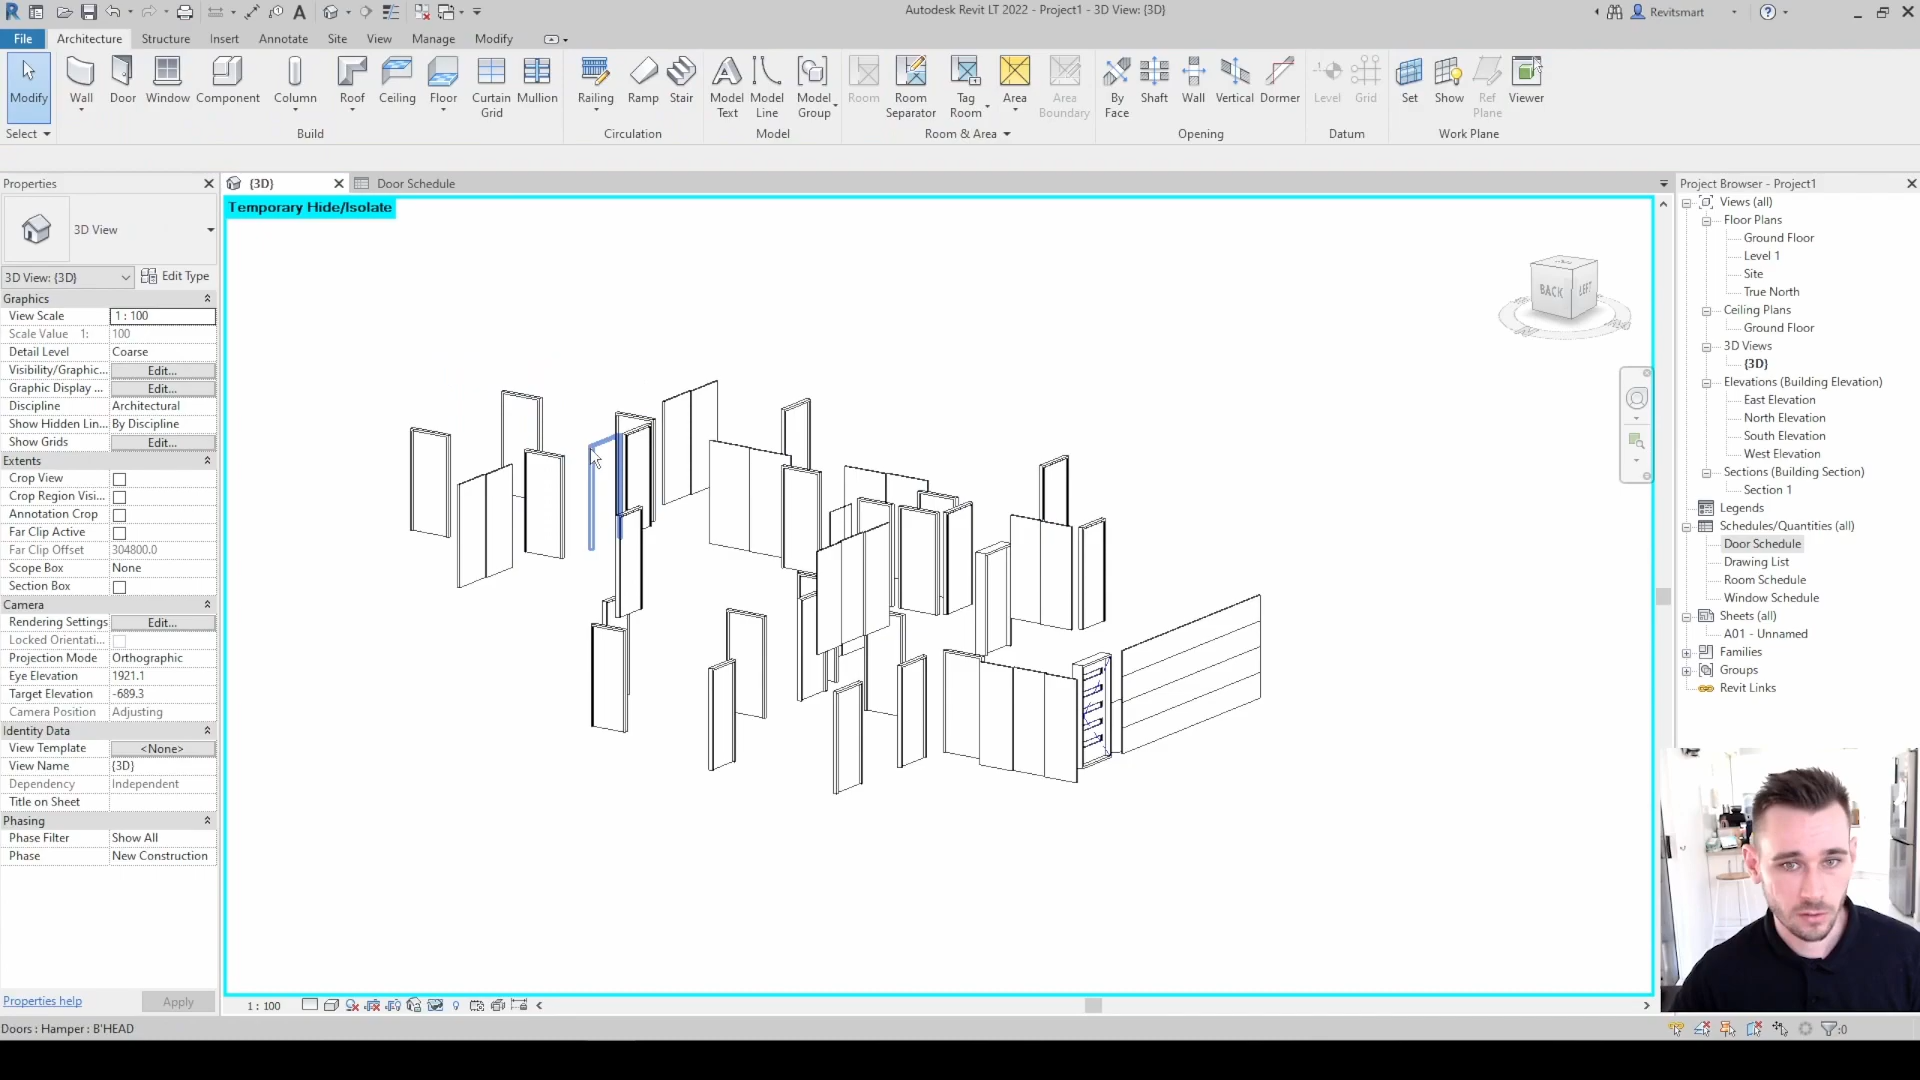 Autodesk Revit LT 2022 - Project1 - 3D View: {3D}
Revitsmart
File
Architecture
Structure
Insert
Annotate
Site
View
Manage
Modify
Modify
Wall
Door
Window
Component
Column
Roof
Ceiling
Floor
Curtain Grid
Mullion
Railing
Ramp
Stair
Model Text
Model Line
Model Group
Room
Room Separator
Tag Room
Area
Area Boundary
By Face
Shaft
Wall
Vertical
Dormer
Level
Grid
Set
Show
Ref Plane
Viewer
Select
Build
Circulation
Model
Room & Area
Opening
Datum
Work Plane
Properties
3D View
3D View: {3D}
Edit Type
Graphics
View Scale 1 : 100
Scale Value 1: 100
Detail Level Coarse
Visibility/Graphic... Edit...
Graphic Display ... Edit...
Discipline Architectural
Show Hidden Lin... By Discipline
Show Grids Edit...
Extents
Crop View
Crop Region Visi...
Annotation Crop
Far Clip Active
Far Clip Offset 304800.0
Scope Box None
Section Box
Camera
Rendering Settings Edit...
Locked Orientati...
Projection Mode Orthographic
Eye Elevation 1921.1
Target Elevation -689.3
Camera Position Adjusting
Identity Data
View Template <None>
View Name {3D}
Dependency Independent
Title on Sheet
Phasing
Phase Filter Show All
Phase New Construction
Properties help
Apply
{3D}
Door Schedule
Temporary Hide/Isolate
BACK
LEFT
1 : 100
Project Browser - Project1
Views (all)
Floor Plans
Ground Floor
Level 1
Site
True North
Ceiling Plans
Ground Floor
3D Views
{3D}
Elevations (Building Elevation)
East Elevation
North Elevation
South Elevation
West Elevation
Sections (Building Section)
Section 1
Legends
Schedules/Quantities (all)
Door Schedule
Drawing List
Room Schedule
Window Schedule
Sheets (all)
A01 - Unnamed
Families
Groups
Revit Links
Doors : Hamper : B'HEAD
:0